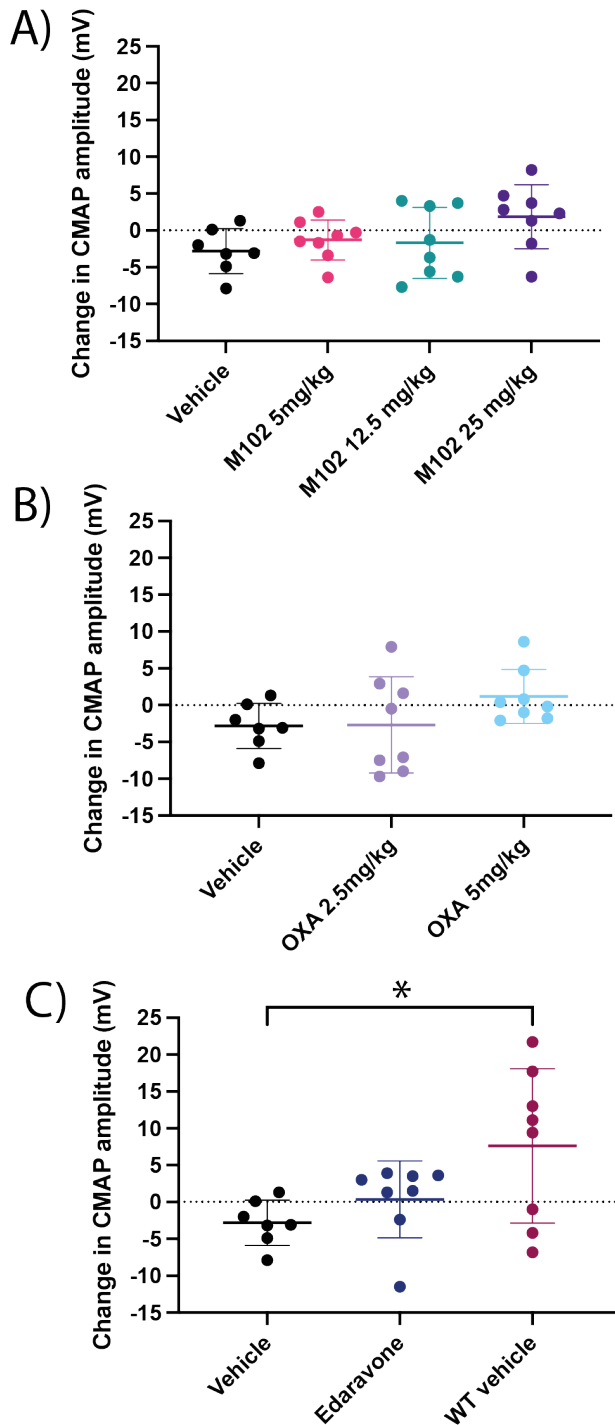 A)
Change in CMAP amplitude (mV)
25
20
15
10
5
0
-5
-10
-15
Vehicle
M102 5mg/kg
M102 12.5 mg/kg
M102 25 mg/kg
B)
Change in CMAP amplitude (mV)
25
20
15
10
5
0
-5
-10
-15
Vehicle
OXA 2.5mg/kg
OXA 5mg/kg
C)
*
Change in CMAP amplitude (mV)
25
20
15
10
5
0
-5
-10
-15
Vehicle
Edaravone
WT vehicle